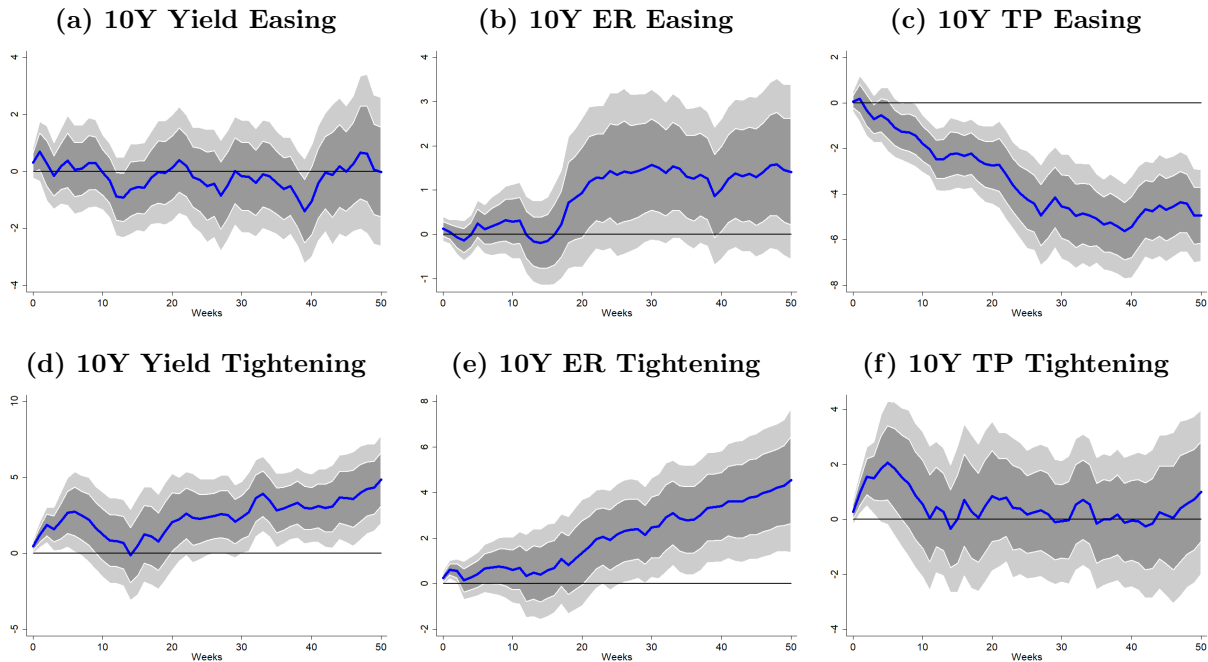 (a) 10Y Yield Easing
(b) 10Y ER Easing
(c) 10Y TP Easing
4
2
0
-2
-4
0 10 20 30 40 50
Weeks
4
3
2
1
0
-1
0 10 20 30 40 50
Weeks
2
0
-2
-4
-6
-8
0 10 20 30 40 50
Weeks
(d) 10Y Yield Tightening
(e) 10Y ER Tightening
(f) 10Y TP Tightening
10
5
0
-5
0 10 20 30 40 50
Weeks
8
6
4
2
0
-2
0 10 20 30 40 50
Weeks
4
2
0
-2
-4
0 10 20 30 40 50
Weeks